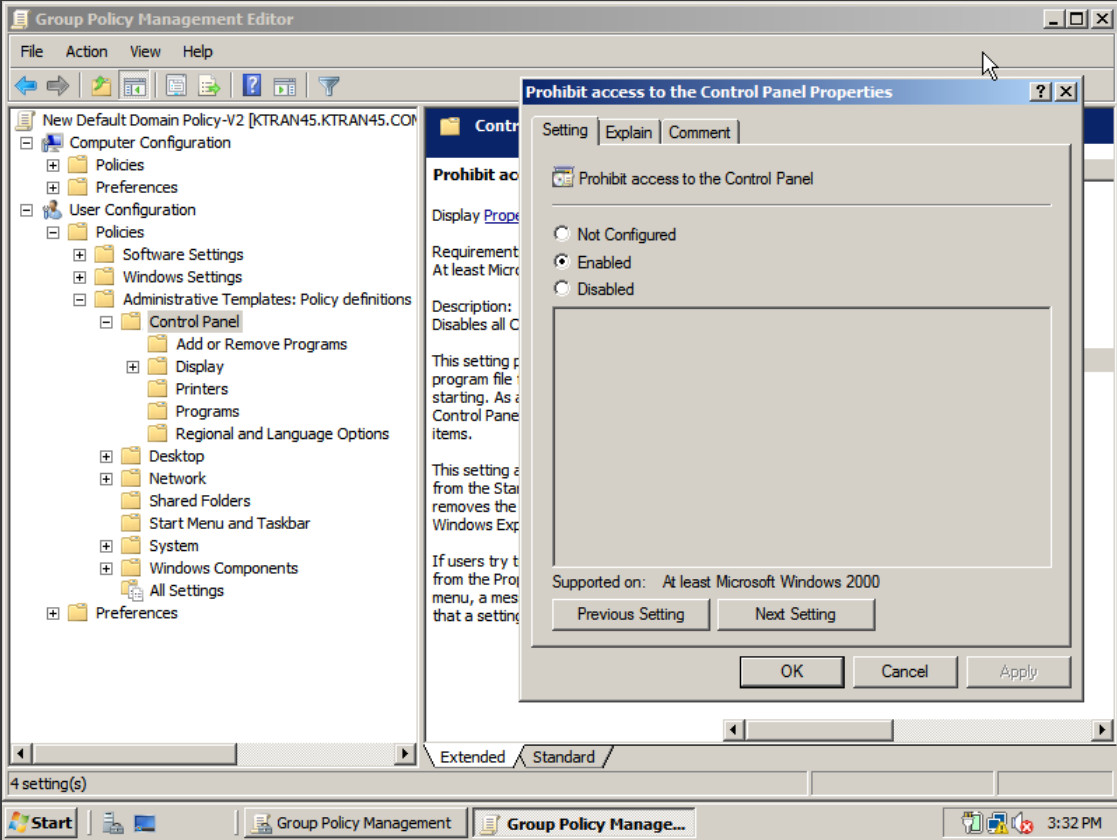 Group Policy Management Editor
File Action View Help
New Default Domain Policy-V2 [KTRAN45.KTRAN45.COM
Computer Configuration
Policies
Preferences
User Configuration
Policies
Software Settings
Windows Settings
Administrative Templates: Policy definitions
Control Panel
Add or Remove Programs
Display
Printers
Programs
Regional and Language Options
Desktop
Network
Shared Folders
Start Menu and Taskbar
System
Windows Components
All Settings
Preferences
Contr
Prohibit ac
Display Prope
Requirement
At least Micro
Description:
Disables all C
This setting p
program file
starting. As a
Control Pane
items.
This setting a
from the Star
removes the
Windows Exp
If users try t
from the Prop
menu, a mes
that a setting
Prohibit access to the Control Panel Properties
Setting Explain Comment
Prohibit access to the Control Panel
Not Configured
Enabled
Disabled
Supported on: At least Microsoft Windows 2000
Previous Setting Next Setting
OK Cancel Apply
Extended Standard
4 setting(s)
Start Group Policy Management Group Policy Manage... 3:32 PM